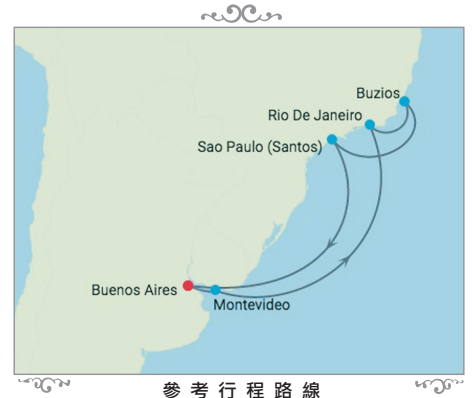 Buzios
Rio De Janeiro
Sao Paulo (Santos)
Buenos Aires
Montevideo
參考行程路線